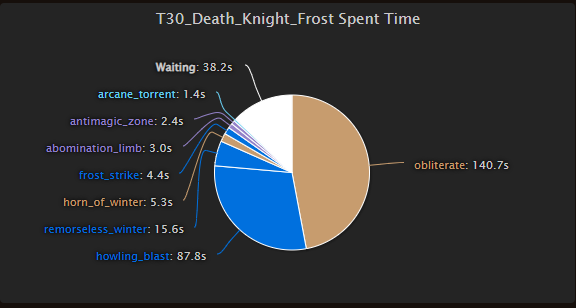 T30_Death_Knight_Frost Spent Time
Waiting: 38.2s
arcane_torrent: 1.4s
antimagic_zone: 2.4s
abomination_limb: 3.0s
frost_strike: 4.4s
horn_of_winter: 5.3s
remorseless_winter: 15.6s
howling_blast: 87.8s
obliterate: 140.7s